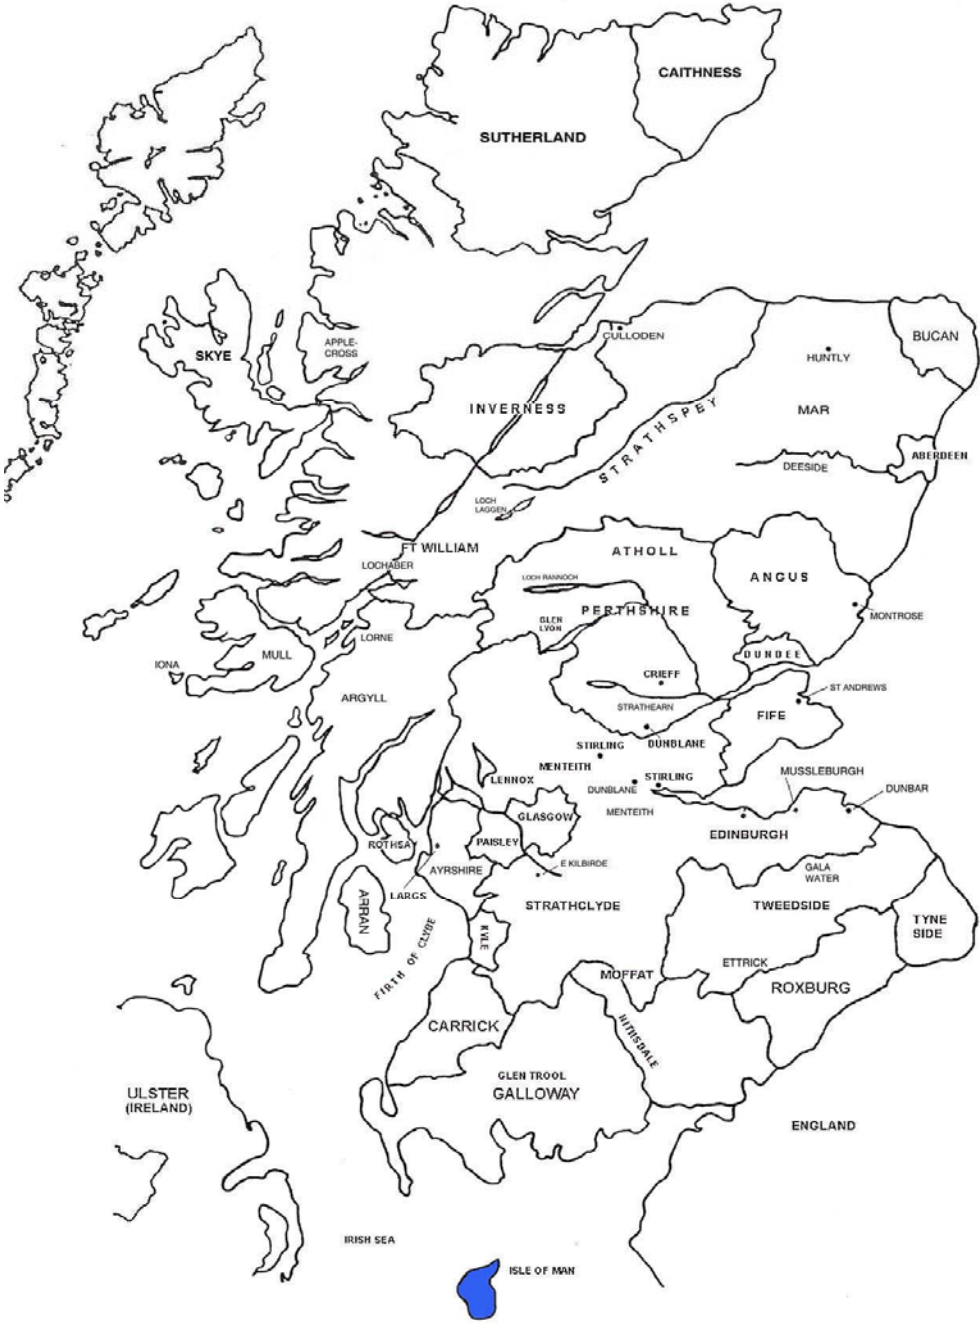 CAITHNESS
SUTHERLAND
CULLODEN
BUCAN
APPLE-
CROSS
SKYE
HUNTLY
INVERNESS
MAR
STRATHSPEY
ABERDEEN
DEESIDE
LOCH
LAGGEN
FT WILLIAM
ATHOLL
LOCHABER
LOCH RANNOCH
ANGUS
PERTHSHIRE
MONTROSE
GLEN
LYON
LORNE
MULL
DUNDEE
IONA
CRIEFF
ST ANDREWS
ARGYLL
STRATHEARN
FIFE
STIRLING
DUNBLANE
MENTEITH
LENNOX
STIRLING
MUSSLEBURGH
DUNBLANE
DUNBAR
MENTEITH
GLASGOW
EDINBURGH
ROTHSA
PAISLEY
AYRSHIRE
E KILBIRDE
GALA
WATER
LARGS
ARRAN
STRATHCLYDE
TWEEDSIDE
TYNE
SIDE
KYLE
FIRTH OF CLYBE
ETTRICK
MOFFAT
ROXBURG
CARRICK
NITHSDALE
GLEN TROOL
GALLOWAY
ULSTER
(IRELAND)
ENGLAND
IRISH SEA
ISLE OF MAN